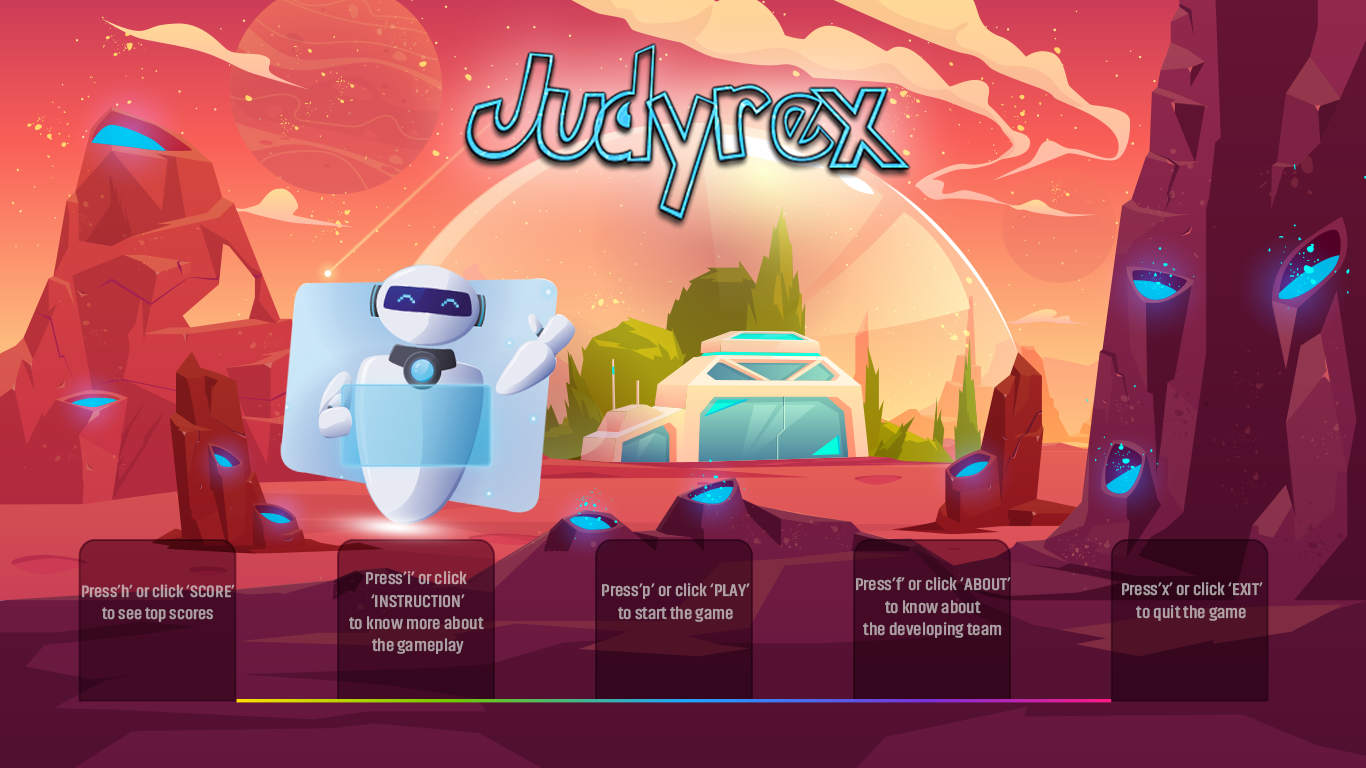 Judyrex
Press‘h’ or click ‘SCORE’
to see top scores
Press‘i’ or click
‘INSTRUCTION’
to know more about
the gameplay
Press‘p’ or click ‘PLAY’
to start the game
Press‘f’ or click ‘ABOUT’
to know about
the developing team
Press‘x’ or click ‘EXIT’
to quit the game